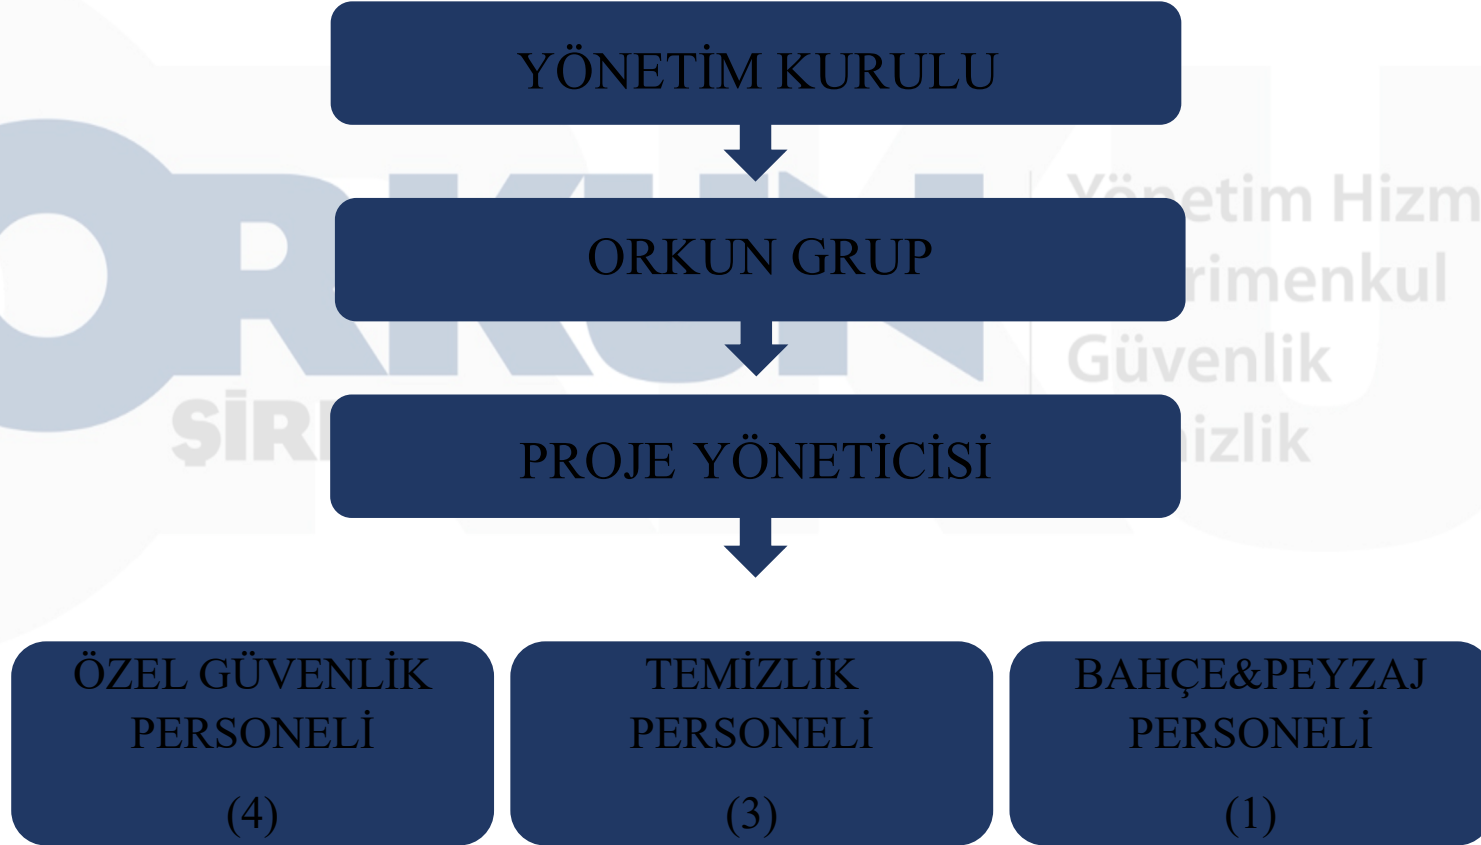 YÖNETİM KURULU
ORKUN GRUP
PROJE YÖNETİCİSİ
ÖZEL GÜVENLİK
PERSONELİ
(4)
TEMİZLİK
PERSONELİ
(3)
BAHÇE&PEYZAJ
PERSONELİ
(1)
ORKUN
Güvenlik